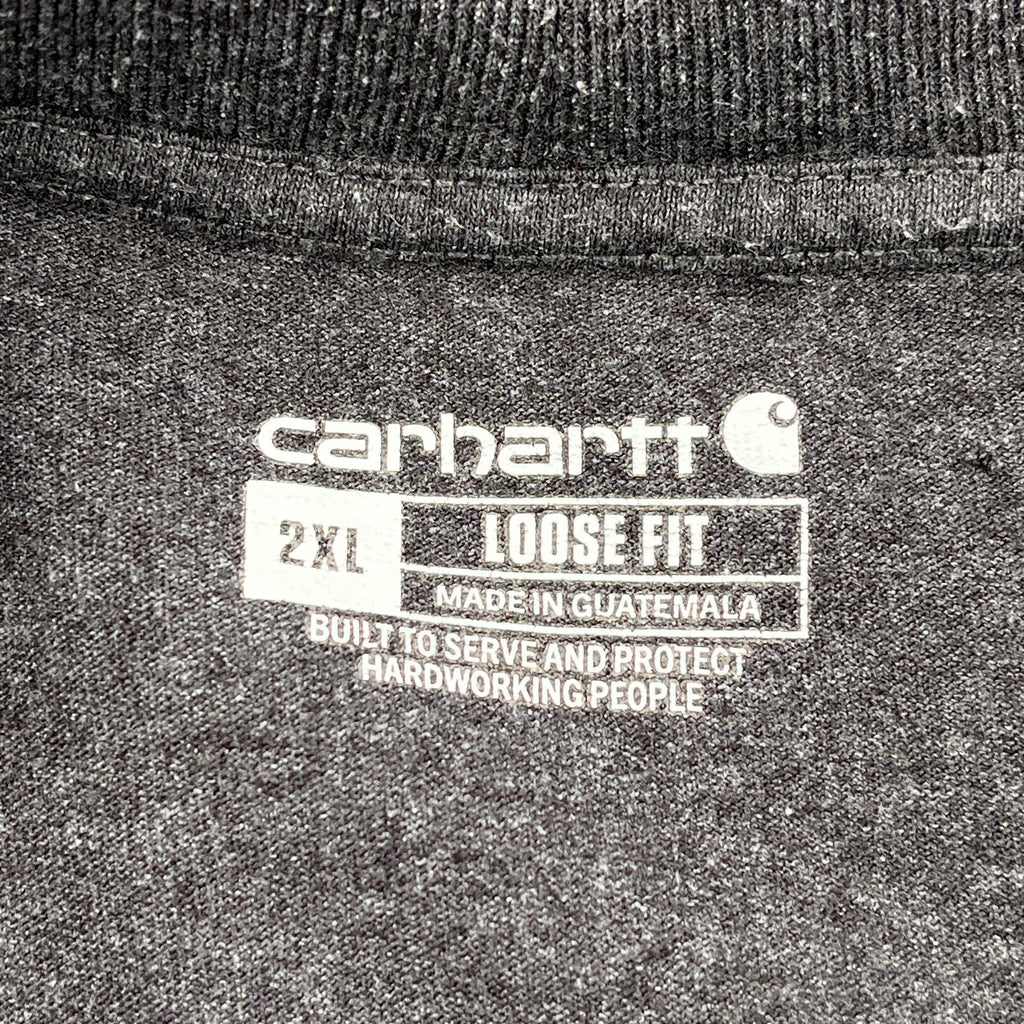 carhartt
2XL
LOOSE FIT
MADE IN GUATEMALA
BUILT TO SERVE AND PROTECT
HARDWORKING PEOPLE